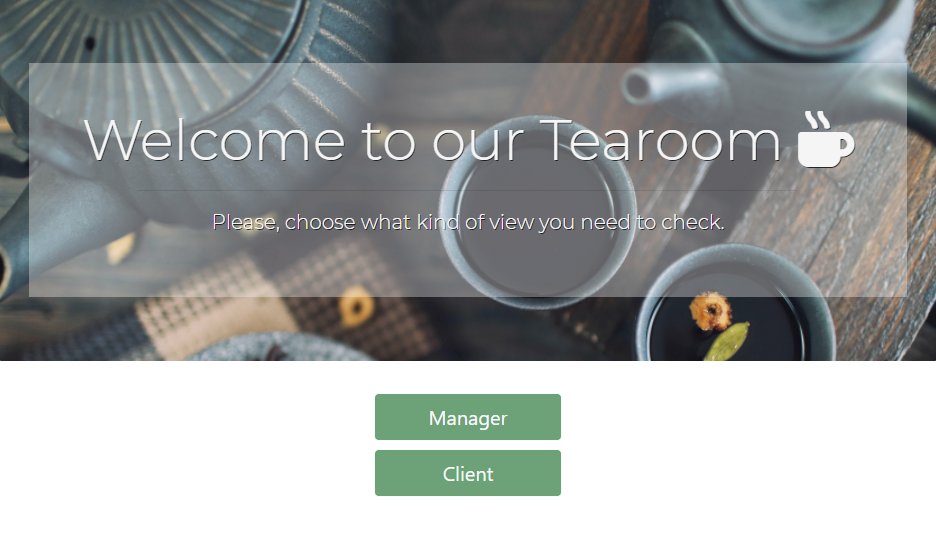 Welcome to our Tearoom
Please, choose what kind of view you need to check.
Manager
Client